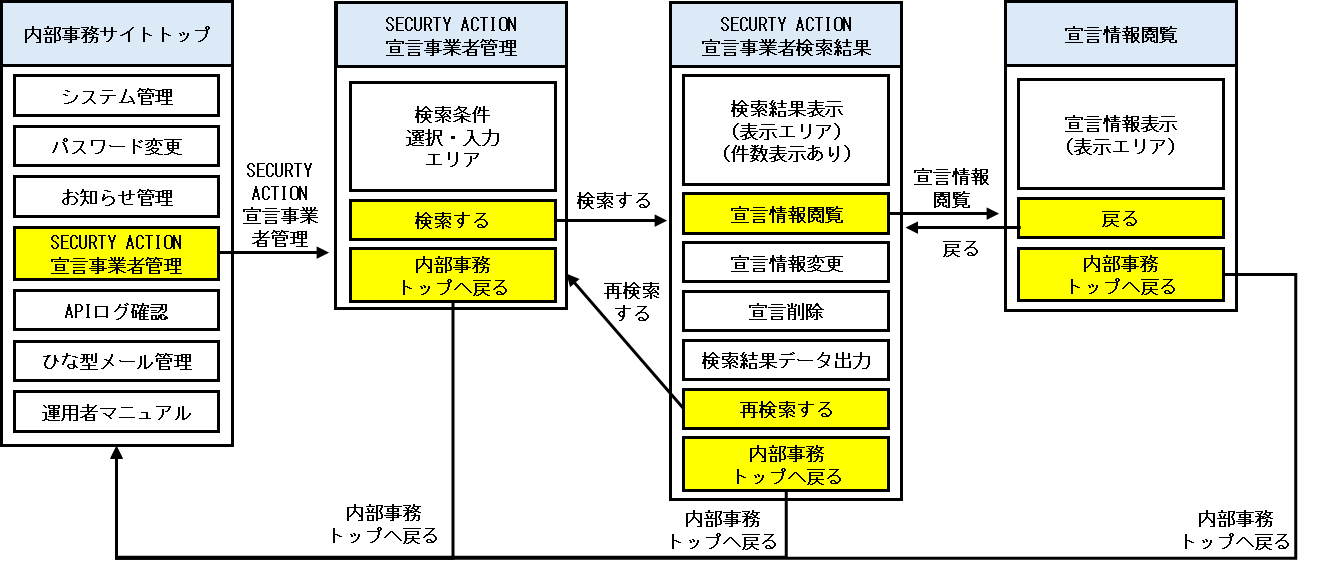 内部事務サイトトップ
システム管理
パスワード変更
お知らせ管理
SECURTY ACTION
宣言事業者管理
APIログ確認
ひな型メール管理
運用者マニュアル
SECURTY
ACTION
宣言事業
者管理
SECURTY ACTION
宣言事業者管理
検索条件
選択・入力
エリア
検索する
内部事務
トップへ戻る
検索する
再検索
する
SECURTY ACTION
宣言事業者検索結果
検索結果表示
(表示エリア)
(件数表示あり)
宣言情報閲覧
宣言情報変更
宣言削除
検索結果データ出力
再検索する
内部事務
トップへ戻る
宣言情報
閲覧
戻る
宣言情報閲覧
宣言情報表示
(表示エリア)
戻る
内部事務
トップへ戻る
内部事務
トップへ戻る
内部事務
トップへ戻る
内部事務
トップへ戻る